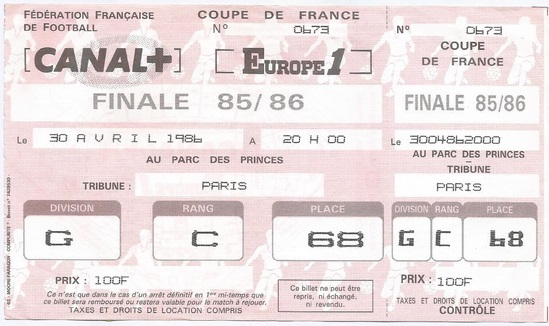 FÉDÉRATION FRANÇAISE
DE FOOTBALL
COUPE DE FRANCE
N° 0673
CANAL+
EUROPE 1
FINALE 85/86
Le 30 AVRIL 1986 A 20 H 00
AU PARC DES PRINCES
TRIBUNE : PARIS
DIVISION RANG PLACE
G C 68
PRIX : 100F
Ce n'est que dans le cas d'un arrêt définitif en 1ère mi-temps que
ce billet sera remboursé ou restera valable pour le match à rejouer.
TAXES ET DROITS DE LOCATION COMPRIS
Ce billet ne peut être
repris, ni échangé,
ni revendu.
N° 0673
COUPE
DE FRANCE
FINALE 85/86
Le 3004862000
AU PARC DES PRINCES
TRIBUNE
PARIS
DIVISION RANG PLACE
G C 68
PRIX : 100F
TAXES ET DROITS DE LOCATION COMPRIS
CONTRÔLE